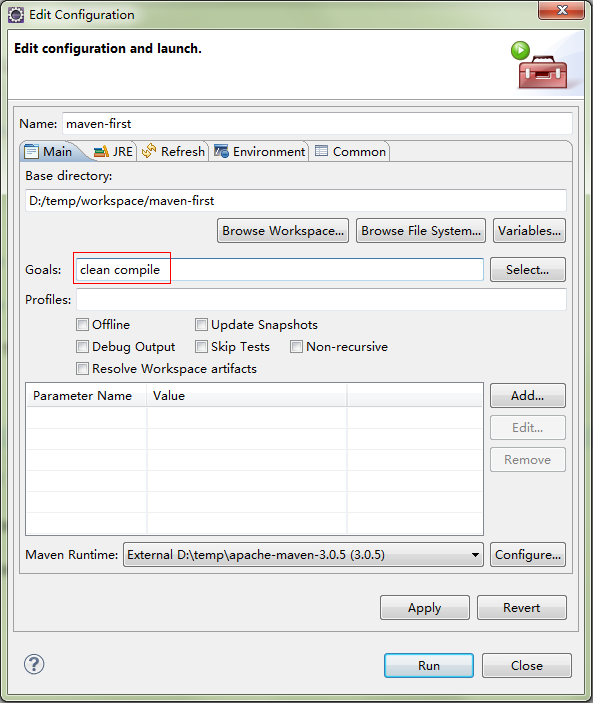 Edit Configuration
Edit configuration and launch.
Name: maven-first
Main JRE Refresh Environment Common
Base directory:
D:/temp/workspace/maven-first
Browse Workspace... Browse File System... Variables...
Goals: clean compile Select...
Profiles:
Offline Update Snapshots
Debug Output Skip Tests Non-recursive
Resolve Workspace artifacts
Parameter Name Value Add...
Edit...
Remove
Maven Runtime: External D:\temp\apache-maven-3.0.5 (3.0.5) Configure...
Apply Revert
? Run Close